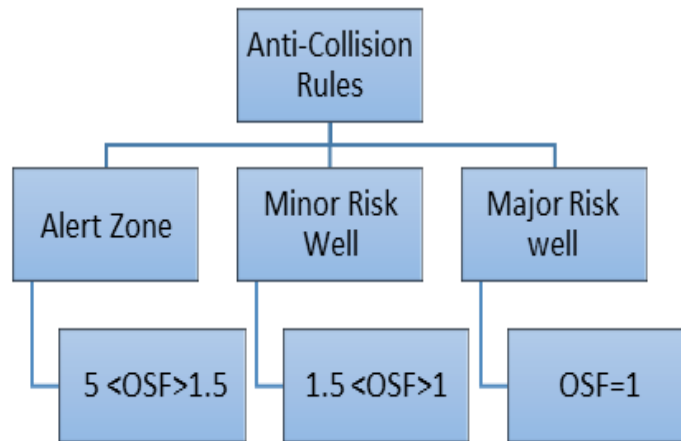 Anti-Collision
Rules
Alert Zone
Minor Risk
Well
Major Risk
well
5 <OSF>1.5
1.5 <OSF>1
OSF=1